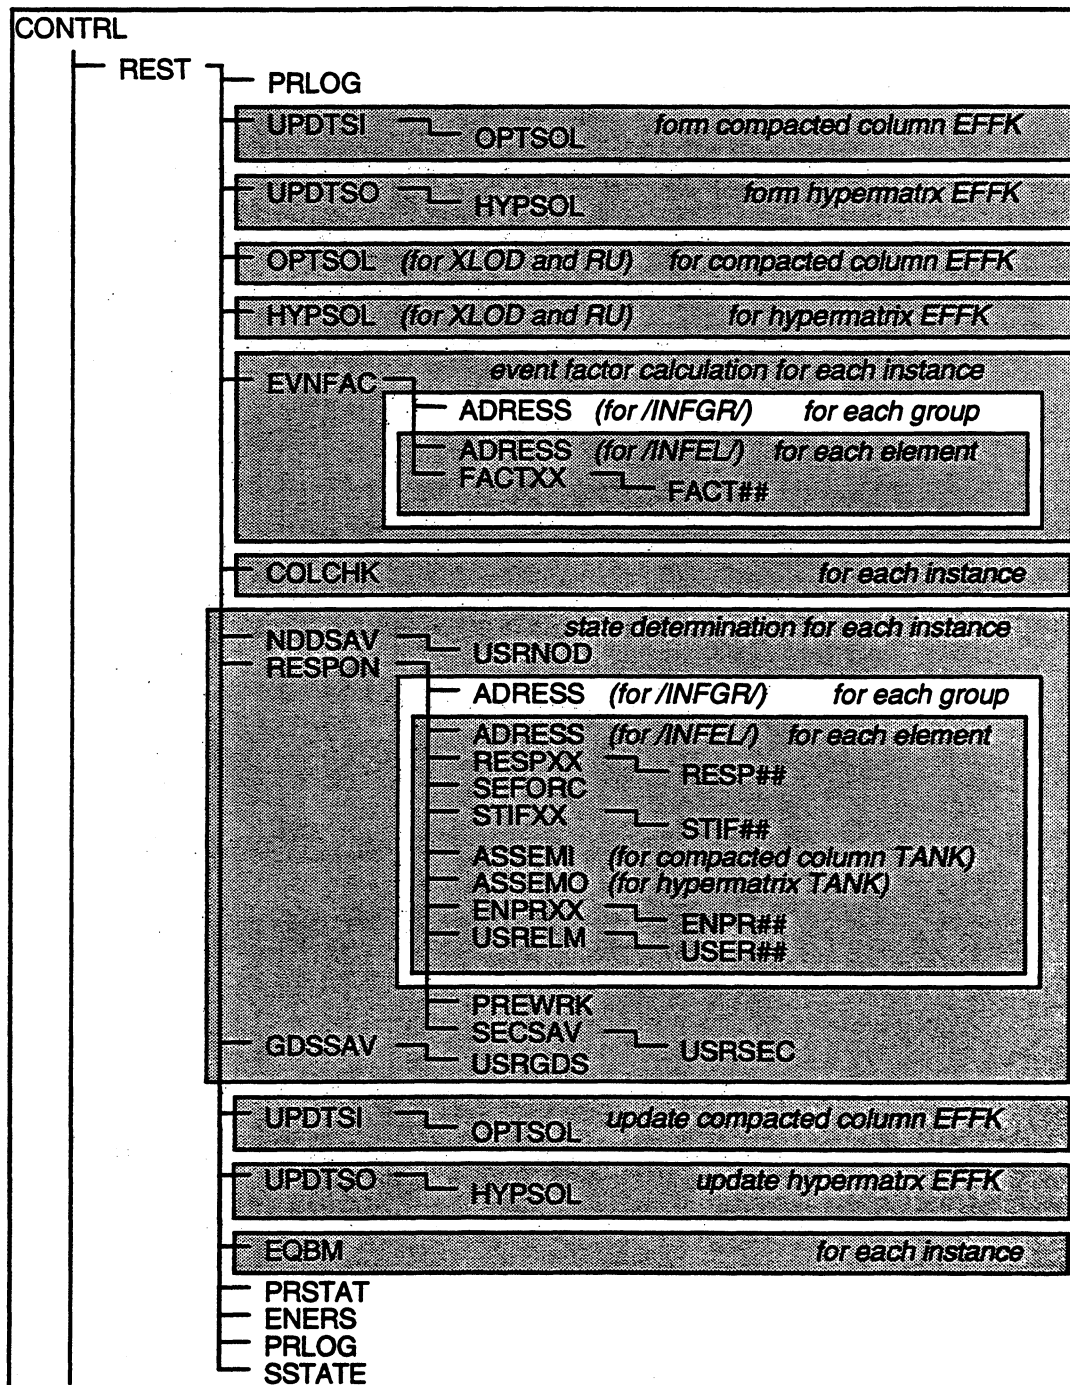 CONTRL
REST
PRLOG
UPDTSI OPTSOL form compacted column EFFK
UPDTSO HYPSOL form hypermatrx EFFK
OPTSOL (for XLOD and RU) for compacted column EFFK
HYPSOL (for XLOD and RU) for hypermatrix EFFK
event factor calculation for each instance
EVNFAC
ADRESS (for /INFGR/) for each group
ADRESS (for /INFEL/) for each element
FACTXX FACT##
COLCHK for each instance
state determination for each instance
NDDSAV USRNOD
RESPON
ADRESS (for /INFGR/) for each group
ADRESS (for /INFEL/) for each element
RESPXX RESP##
SEFORC
STIFXX STIF##
ASSEMI (for compacted column TANK)
ASSEMO (for hypermatrix TANK)
ENPRXX ENPR##
USRELM USER##
PREWRK
SECSAV USRSEC
GDSSAV USRGDS
UPDTSI OPTSOL update compacted column EFFK
UPDTSO HYPSOL update hypermatrx EFFK
EQBM for each instance
PRSTAT
ENERS
PRLOG
SSTATE